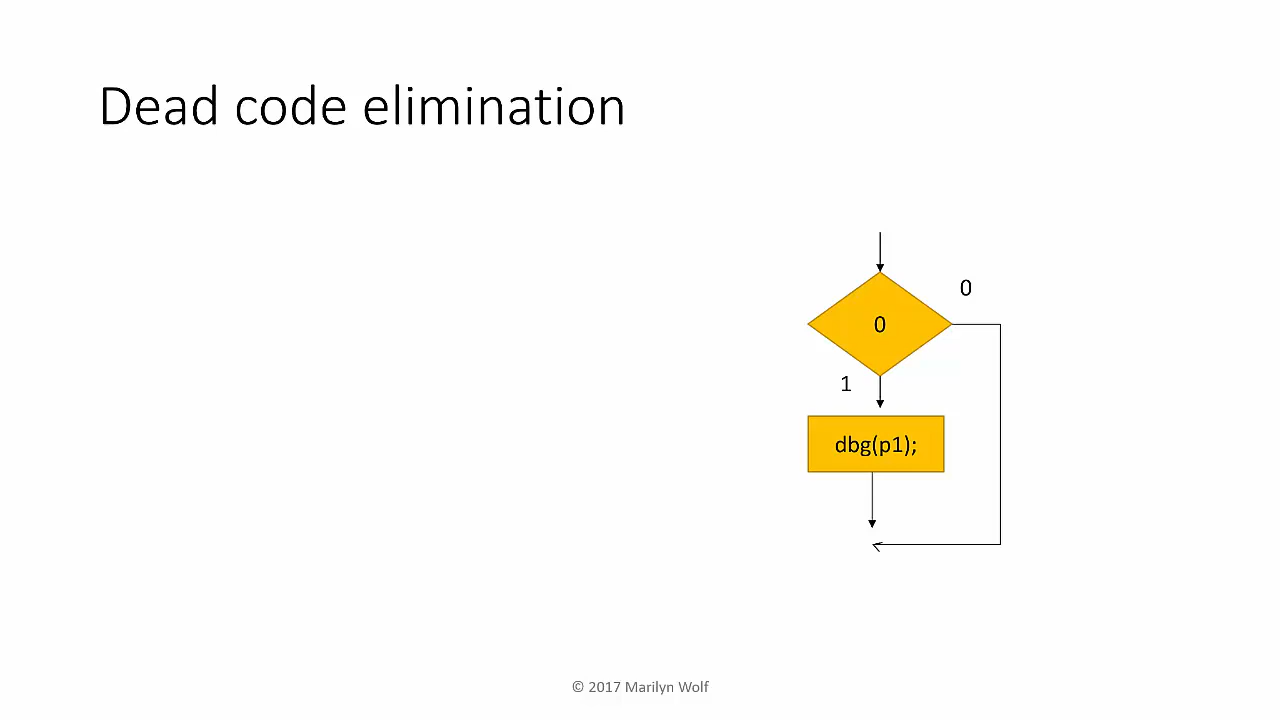 Dead code elimination
0
0
1
dbg(p1);
© 2017 Marilyn Wolf